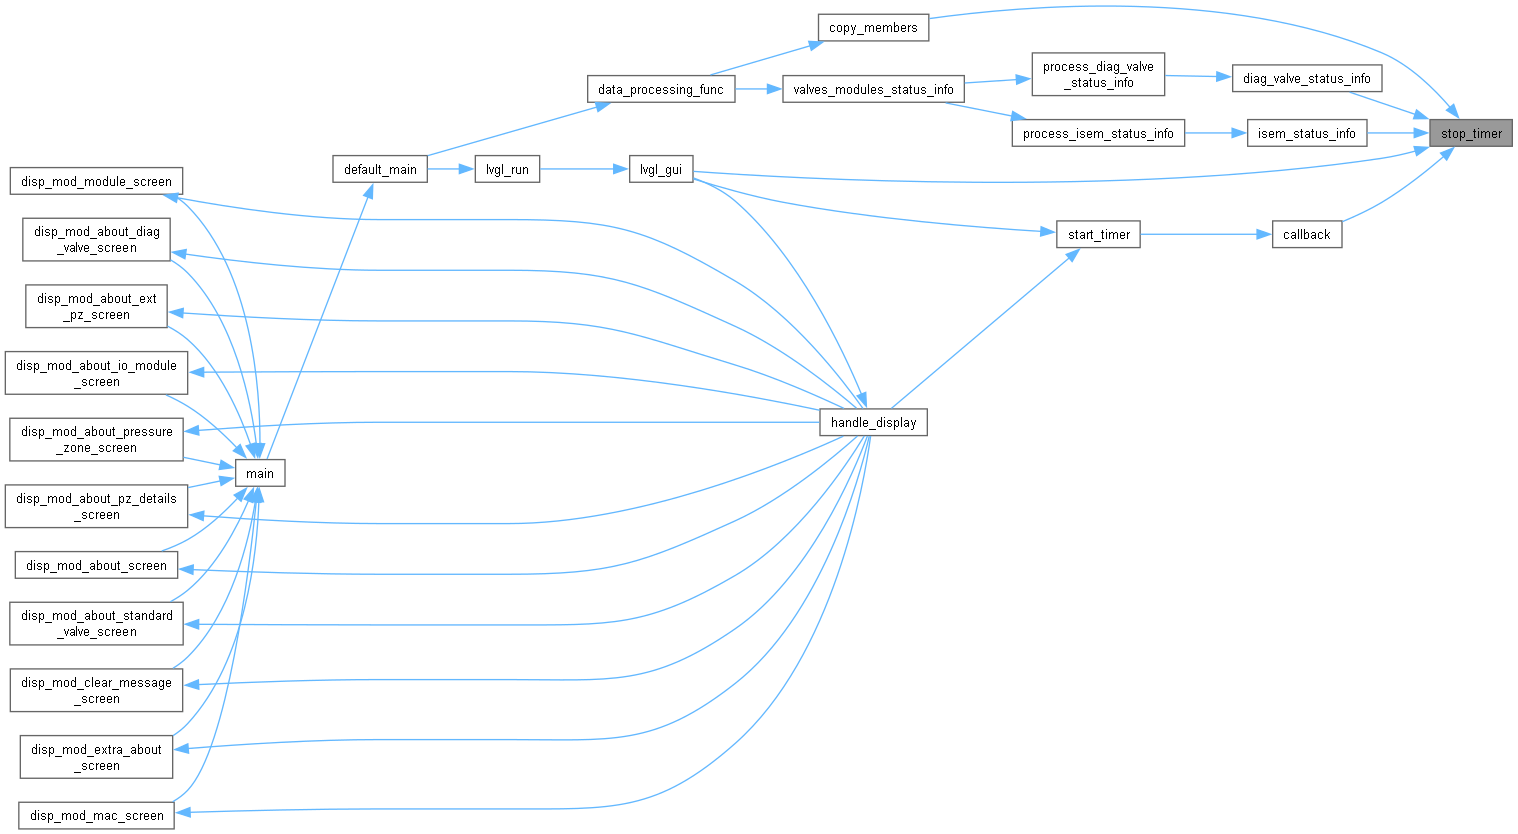 copy_members
process_diag_valve
_status_info
diag_valve_status_info
data_processing_func
valves_modules_status_info
process_isem_status_info
isem_status_info
stop_timer
default_main
lvgl_run
lvgl_gui
disp_mod_module_screen
disp_mod_about_diag
_valve_screen
start_timer
callback
disp_mod_about_ext
_pz_screen
disp_mod_about_io_module
_screen
handle_display
disp_mod_about_pressure
_zone_screen
main
disp_mod_about_pz_details
_screen
disp_mod_about_screen
disp_mod_about_standard
_valve_screen
disp_mod_clear_message
_screen
disp_mod_extra_about
_screen
disp_mod_mac_screen